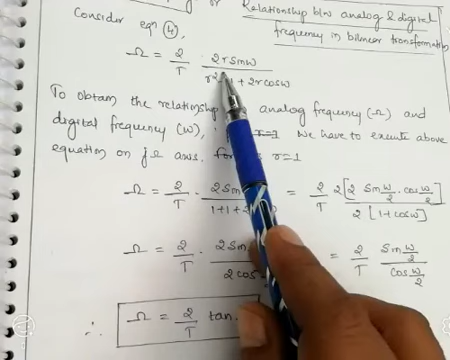 or Relationship b/w analog & digital
frequency in bilinear transformation
Consider eqn ④,
Ω = 2/T · 2r sinω / r² + 2r cosω
To obtain the relationship analog frequency (Ω) and
digital frequency (ω), r=1 We have to execute above
equation on jΩ axis. for r=1
Ω = 2/T · 2 sin / 1+1+2 = 2/T 2[2 sin ω/2 · cos ω/2] / 2[1+cosω]
Ω = 2/T · 2 sin / 2 cos = 2/T sin ω/2 / cos ω/2
∴ Ω = 2/T tan